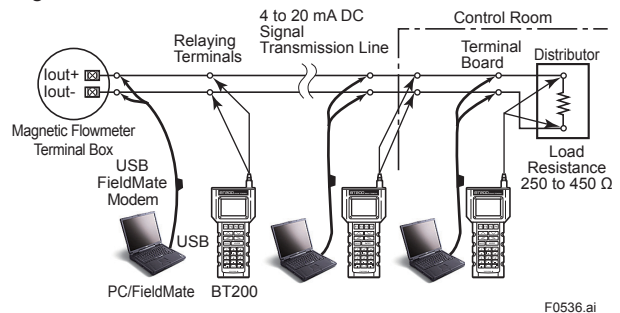 4 to 20 mA DC
Signal
Transmission Line
Control Room
Relaying
Terminals
Terminal
Board
Distributor
Iout+
Iout-
Magnetic Flowmeter
Terminal Box
USB
FieldMate
Modem
Load
Resistance
250 to 450 Ω
USB
PC/FieldMate
BT200
F0536.ai